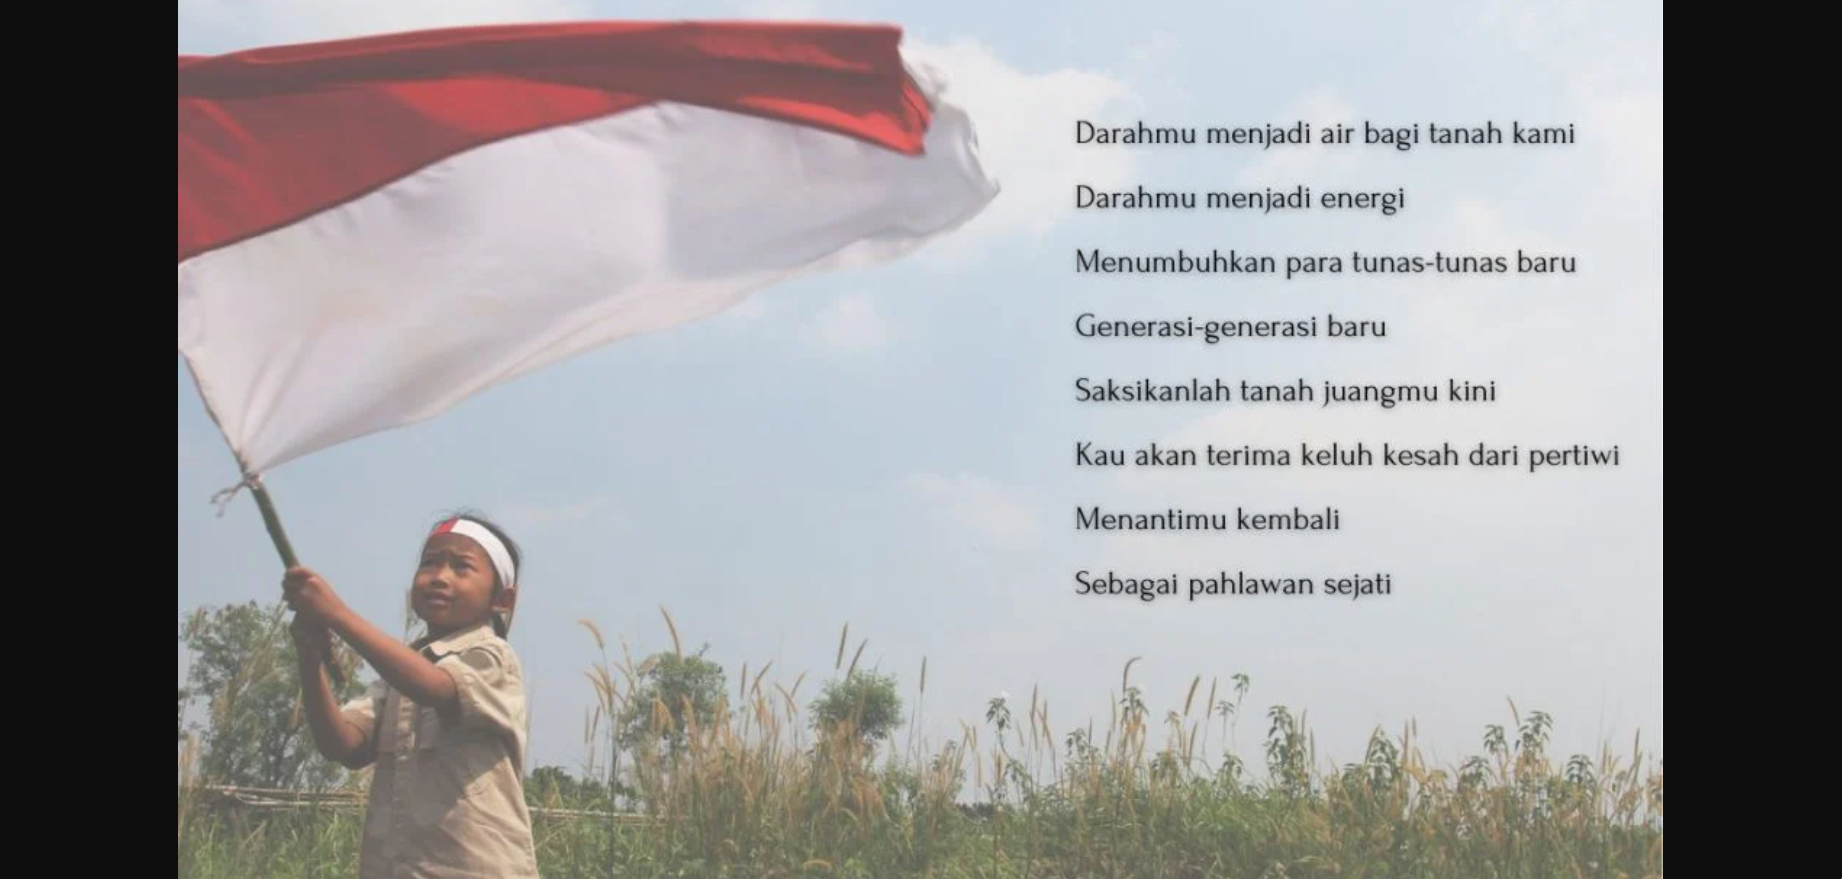 Darahmu menjadi air bagi tanah kami
Darahmu menjadi energi
Menumbuhkan para tunas-tunas baru
Generasi-generasi baru
Saksikanlah tanah juangmu kini
Kau akan terima keluh kesah dari pertiwi
Menantimu kembali
Sebagai pahlawan sejati